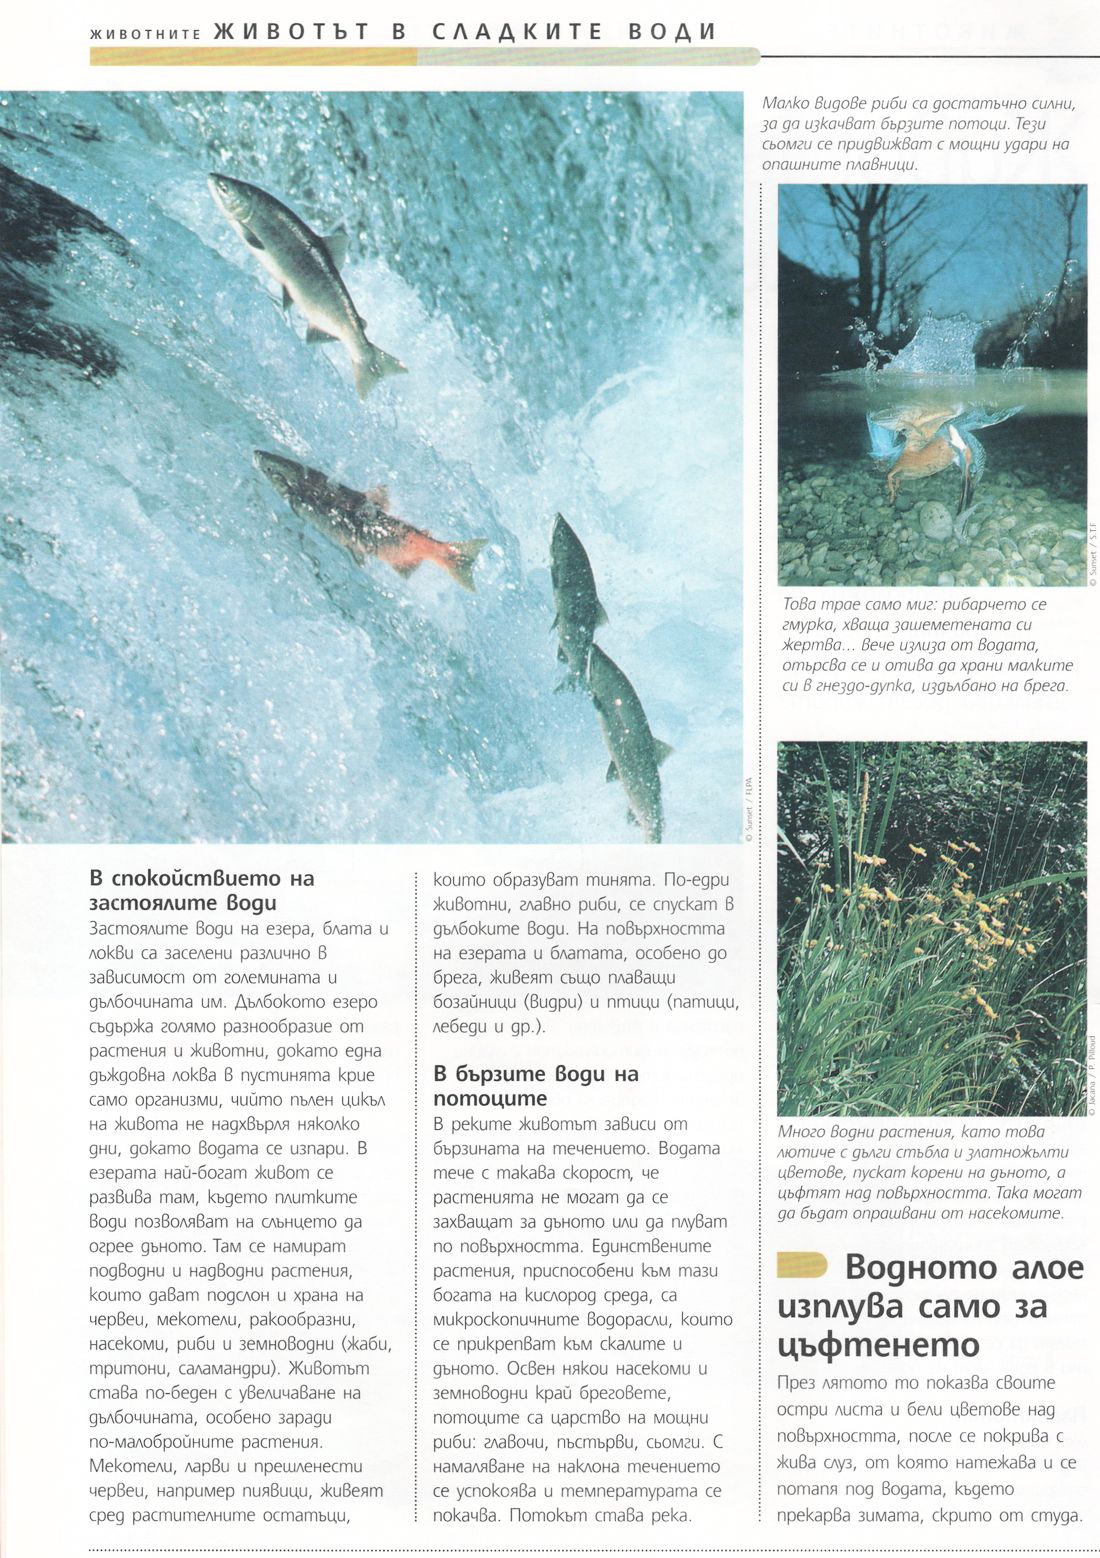 животните ЖИВОТЪТ В СЛАДКИТЕ ВОДИ
Малко видове риби са достатъчно силни,
за да изкачват бързите потоци. Тези
сьомги се придвижват с мощни удари на
опашните плавници.
© Sunset / S.T.F
Това трае само миг: рибарчето се
гмурка, хваща зашеметената си
жертва... вече излиза от водата,
отърсва се и отива да храни малките
си в гнездо-дупка, издълбано на брега.
© Sunset / FLPA
© Jacana / P. Pilloud
Много водни растения, като това
лютиче с дълги стъбла и златножълти
цветове, пускат корени на дъното, а
цъфтят над повърхността. Така могат
да бъдат опрашвани от насекомите.
В спокойствието на
застоялите води
Застоялите води на езера, блата и
локви са заселени различно в
зависимост от големината и
дълбочината им. Дълбокото езеро
съдържа голямо разнообразие от
растения и животни, докато една
дъждовна локва в пустинята крие
само организми, чийто пълен цикъл
на живота не надхвърля няколко
дни, докато водата се изпари. В
езерата най-богат живот се
развива там, където плитките
води позволяват на слънцето да
огрее дъното. Там се намират
подводни и надводни растения,
които дават подслон и храна на
червеи, мекотели, ракообразни,
насекоми, риби и земноводни (жаби,
тритони, саламандри). Животът
става по-беден с увеличаване на
дълбочината, особено заради
по-малобройните растения.
Мекотели, ларви и прешленести
червеи, например пиявици, живеят
сред растителните остатъци,
които образуват тинята. По-едри
животни, главно риби, се спускат в
дълбоките води. На повърхността
на езерата и блатата, особено до
брега, живеят също плаващи
бозайници (видри) и птици (патици,
лебеди и др.).
В бързите води на
потоците
В реките животът зависи от
бързината на течението. Водата
тече с такава скорост, че
растенията не могат да се
захващат за дъното или да плуват
по повърхността. Единствените
растения, приспособени към тази
богата на кислород среда, са
микроскопичните водорасли, които
се прикрепват към скалите и
дъното. Освен някои насекоми и
земноводни край бреговете,
потоците са царство на мощни
риби: главочи, пъстърви, сьомги. С
намаляване на наклона течението
се успокоява и температурата се
покачва. Потокът става река.
Водното алое
изплува само за
цъфтенето
През лятото то показва своите
остри листа и бели цветове над
повърхността, после се покрива с
жива слуз, от която натежава и се
потапя под водата, където
прекарва зимата, скрито от студа.